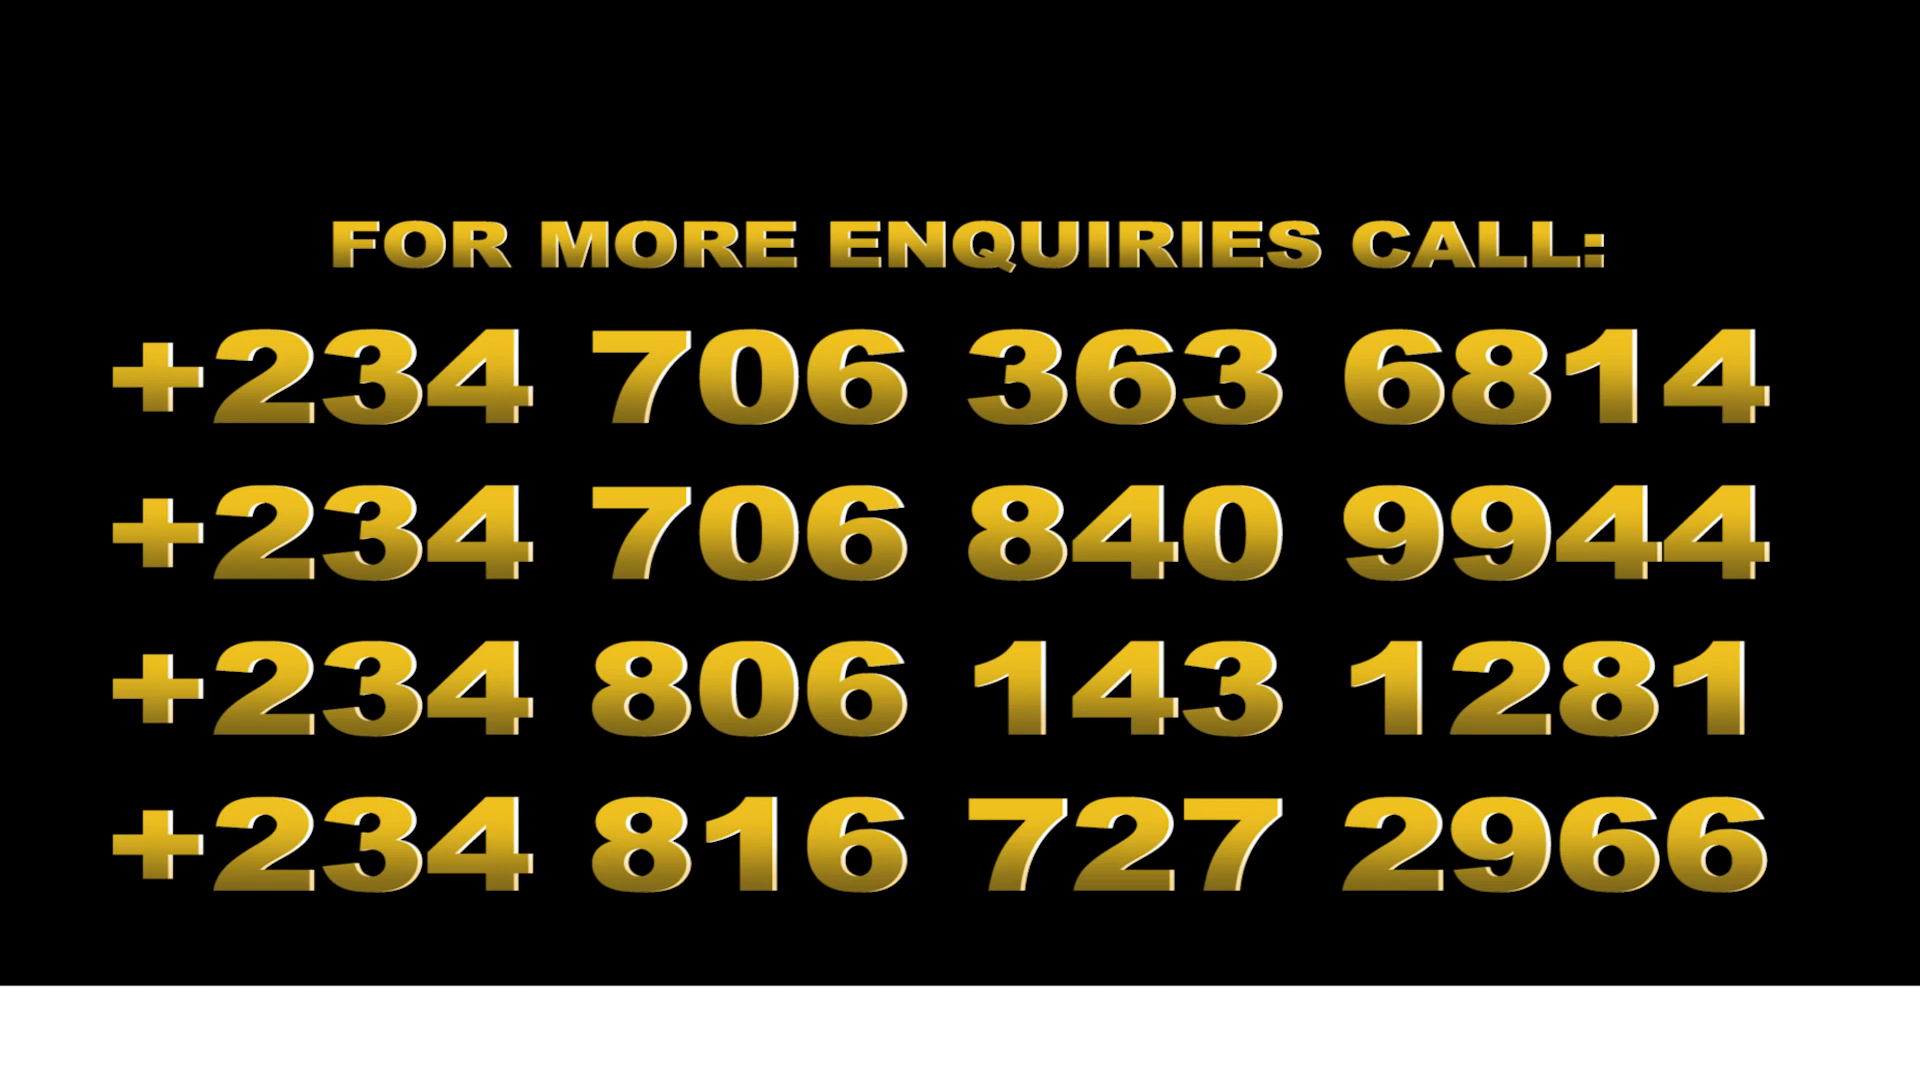 FOR MORE ENQUIRIES CALL:
+234 706 363 6814
+234 706 840 9944
+234 806 143 1281
+234 816 727 2966